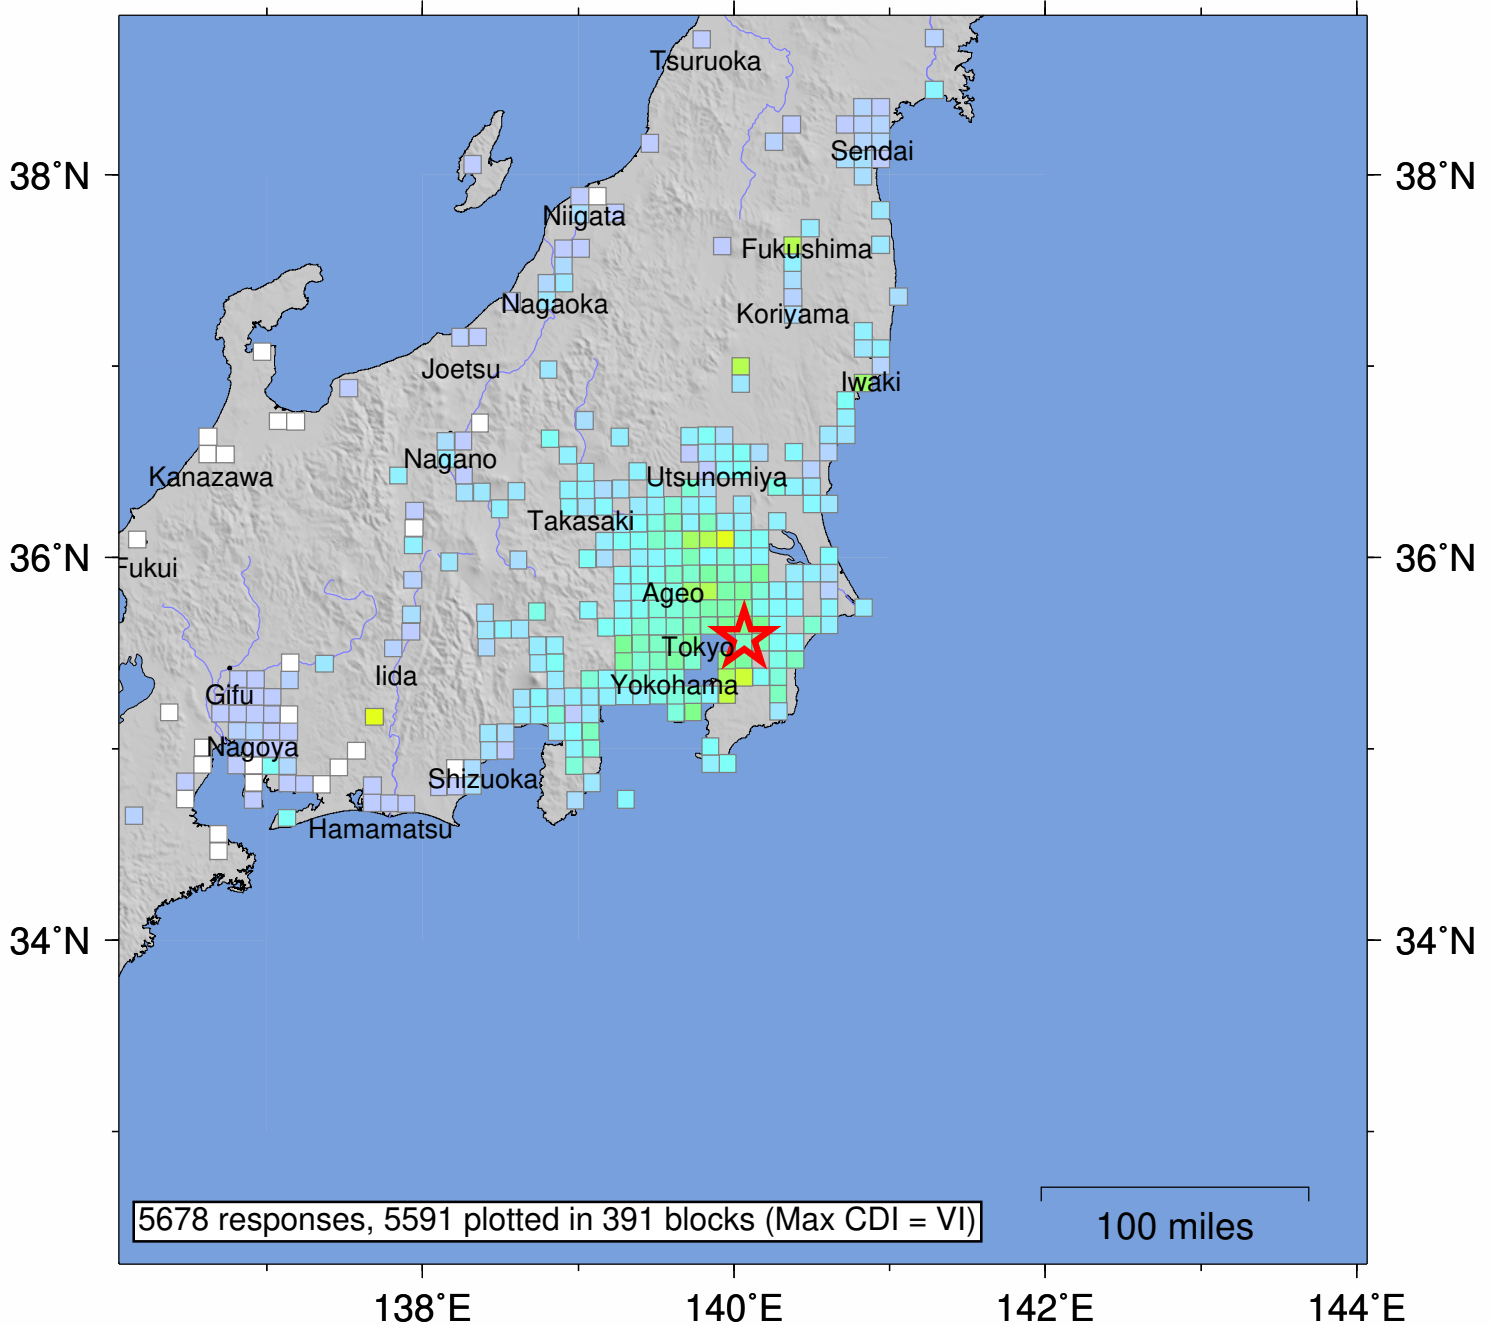 Tsuruoka
Sendai
38°N
38°N
Niigata
Fukushima
Nagaoka
Koriyama
Joetsu
Iwaki
Nagano
Kanazawa
Utsunomiya
Takasaki
36°N
36°N
Fukui
Ageo
Tokyo
Iida
Yokohama
Gifu
Nagoya
Shizuoka
Hamamatsu
34°N
34°N
5678 responses, 5591 plotted in 391 blocks (Max CDI = VI)
100 miles
138°E
140°E
142°E
144°E